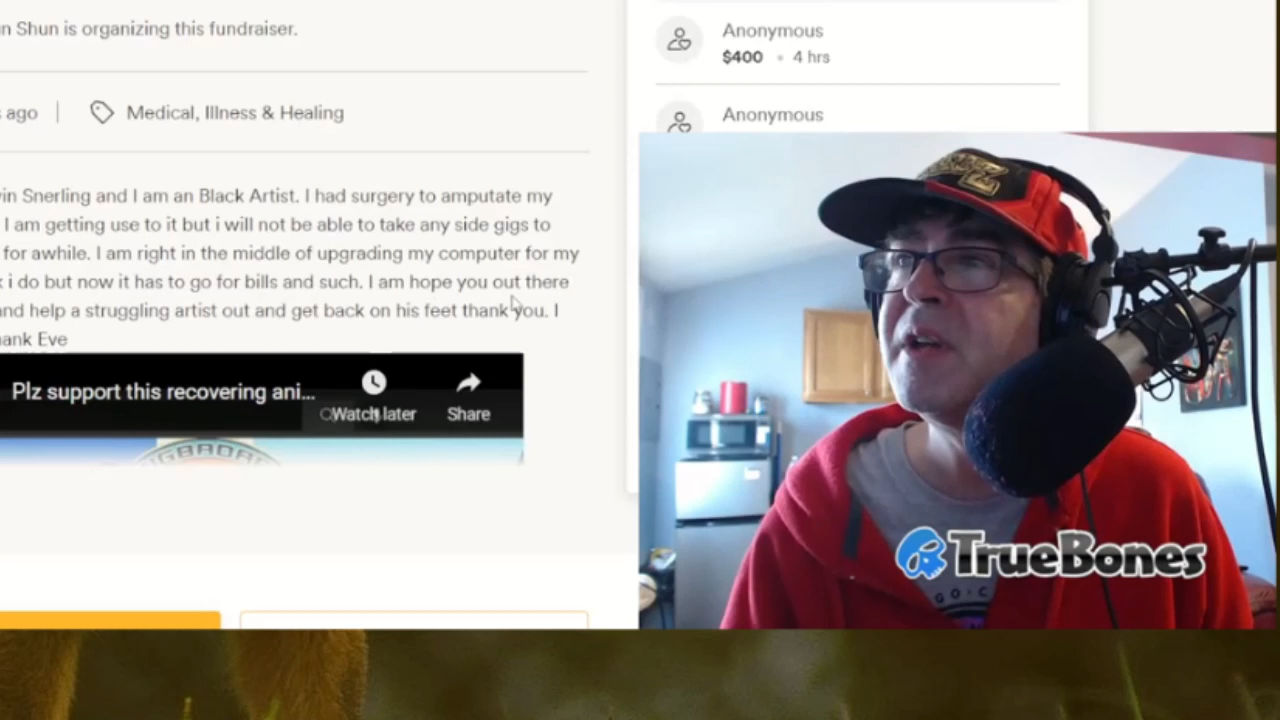 n Shun is organizing this fundraiser.
ago | Medical, Illness & Healing
vin Snerling and I am an Black Artist. I had surgery to amputate my
I am getting use to it but i will not be able to take any side gigs to
for awhile. I am right in the middle of upgrading my computer for my
i do but now it has to go for bills and such. I am hope you out there
and help a struggling artist out and get back on his feet thank you. I
ank Eve
Plz support this recovering ani...
Watch later
Share
Anonymous
$400 • 4 hrs
Anonymous
TrueBones